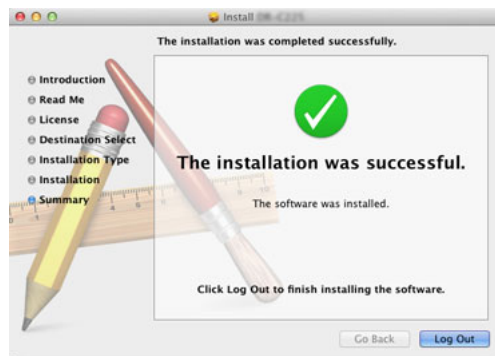 Install
The installation was completed successfully.
Introduction
Read Me
License
Destination Select
Installation Type
Installation
Summary
The installation was successful.
The software was installed.
Click Log Out to finish installing the software.
Go Back
Log Out